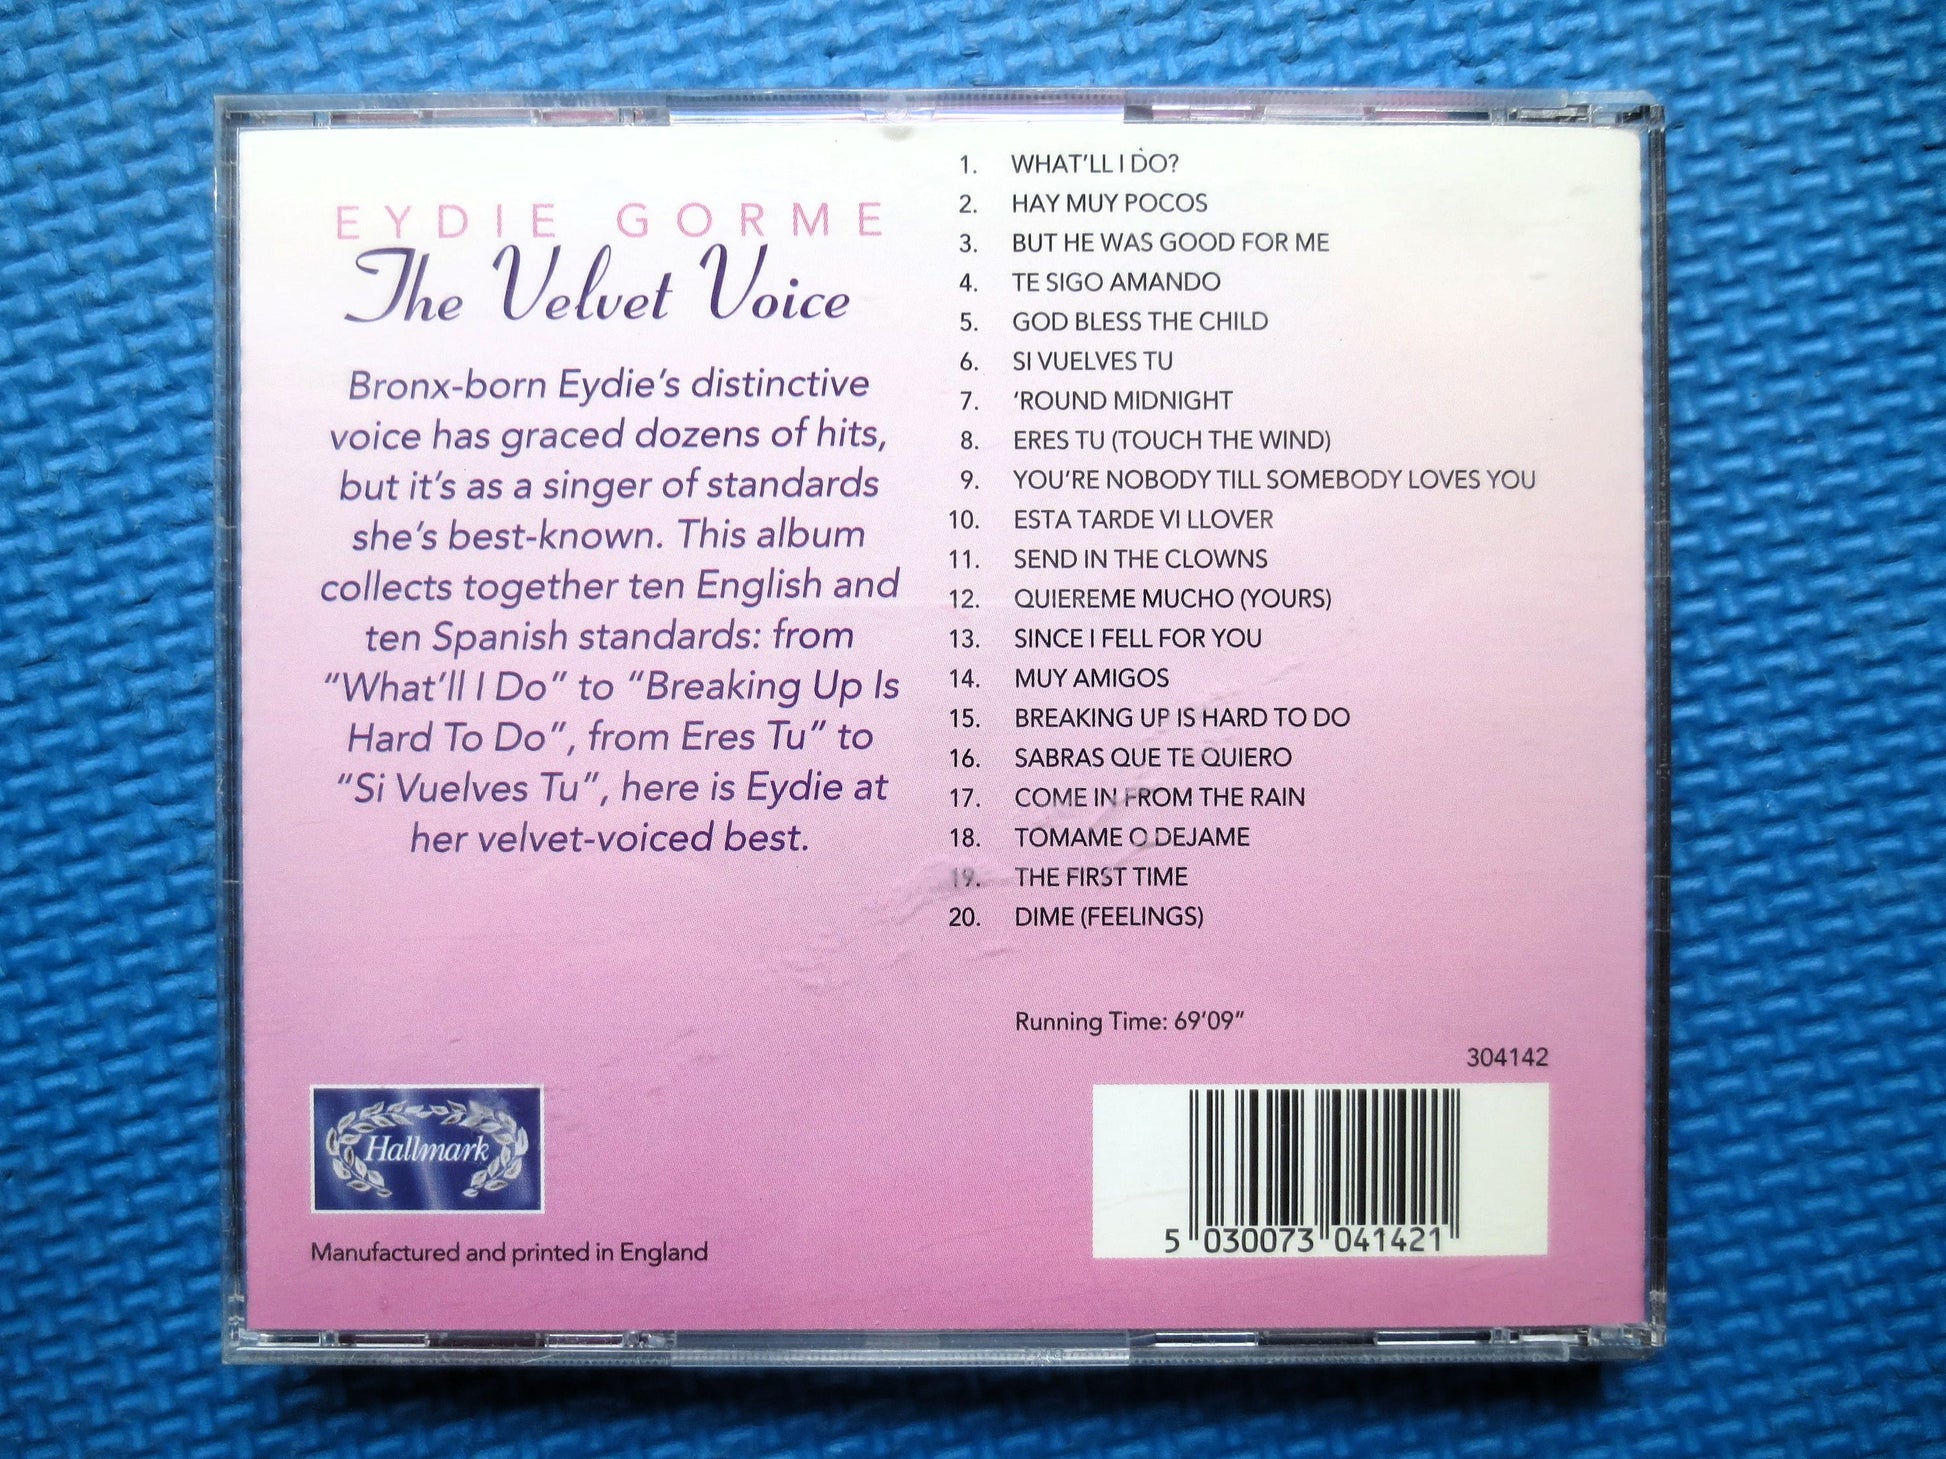 EYDIE GORME
The Velvet Voice
Bronx-born Eydie's distinctive
voice has graced dozens of hits,
but it's as a singer of standards
she's best-known. This album
collects together ten English and
ten Spanish standards: from
"What'll I Do" to "Breaking Up Is
Hard To Do", from Eres Tu" to
"Si Vuelves Tu", here is Eydie at
her velvet-voiced best.
1. WHAT'LL I DO?
2. HAY MUY POCOS
3. BUT HE WAS GOOD FOR ME
4. TE SIGO AMANDO
5. GOD BLESS THE CHILD
6. SI VUELVES TU
7. 'ROUND MIDNIGHT
8. ERES TU (TOUCH THE WIND)
9. YOU'RE NOBODY TILL SOMEBODY LOVES YOU
10. ESTA TARDE VI LLOVER
11. SEND IN THE CLOWNS
12. QUIEREME MUCHO (YOURS)
13. SINCE I FELL FOR YOU
14. MUY AMIGOS
15. BREAKING UP IS HARD TO DO
16. SABRAS QUE TE QUIERO
17. COME IN FROM THE RAIN
18. TOMAME O DEJAME
19. THE FIRST TIME
20. DIME (FEELINGS)
Running Time: 69'09"
304142
Hallmark
Manufactured and printed in England
5 030073 041421